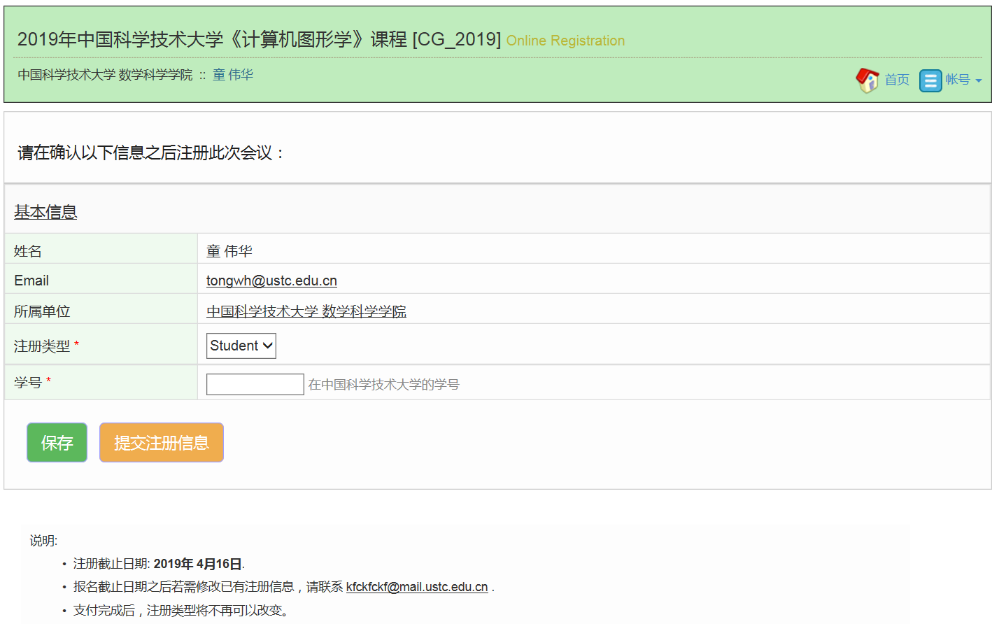 2019年中国科学技术大学《计算机图形学》课程 [CG_2019] Online Registration
中国科学技术大学 数学科学学院 :: 童 伟华
首页 帐号
请在确认以下信息之后注册此次会议：
基本信息
姓名 童 伟华
Email tongwh@ustc.edu.cn
所属单位 中国科学技术大学 数学科学学院
注册类型 * Student
学号 * 在中国科学技术大学的学号
保存 提交注册信息
说明:
• 注册截止日期: 2019年 4月16日.
• 报名截止日期之后若需修改已有注册信息，请联系 kfckfckf@mail.ustc.edu.cn .
• 支付完成后，注册类型将不再可以改变。